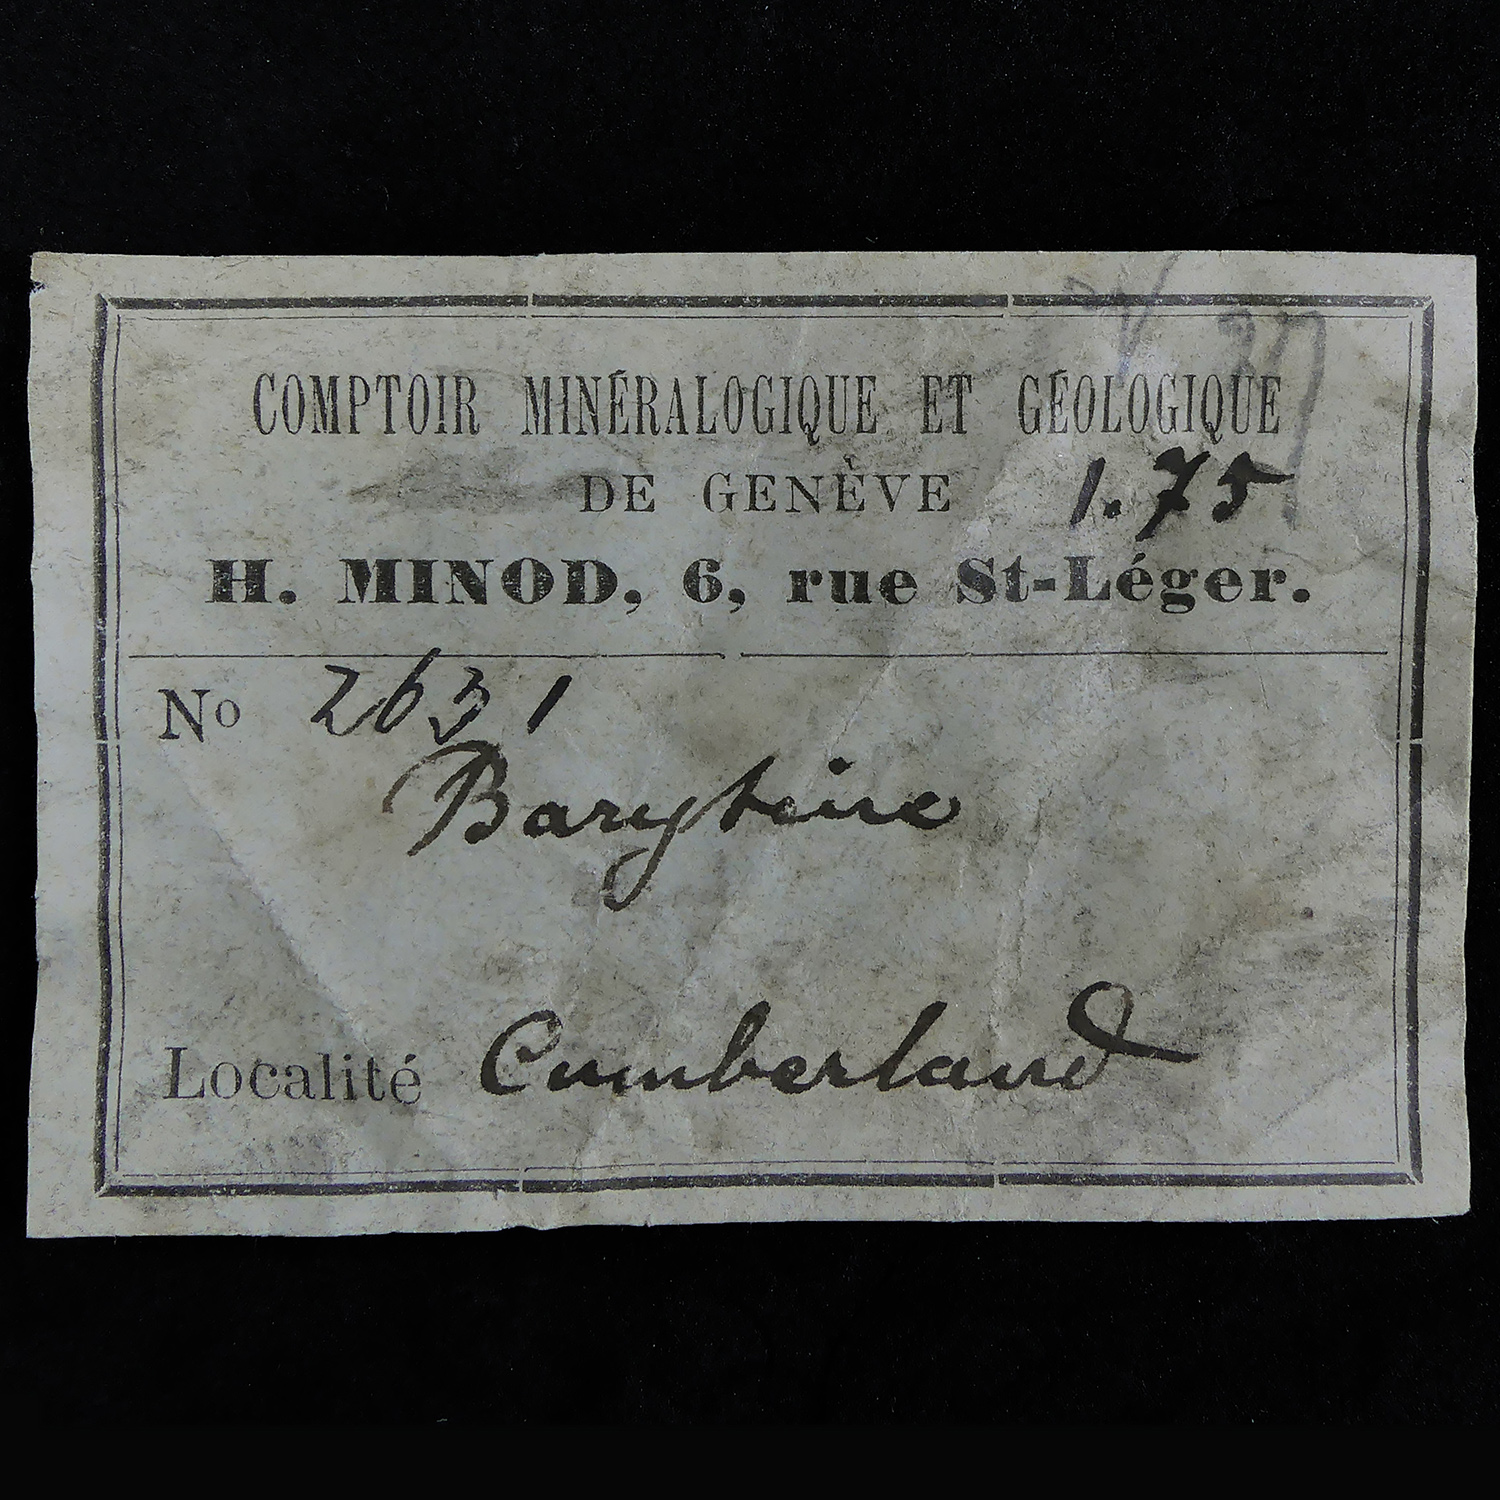 COMPTOIR MINÉRALOGIQUE ET GÉOLOGIQUE
DE GENÈVE 1.75
H. MINOD, 6, rue St-Léger.
No 2631
Barytine
Localité Cumberland